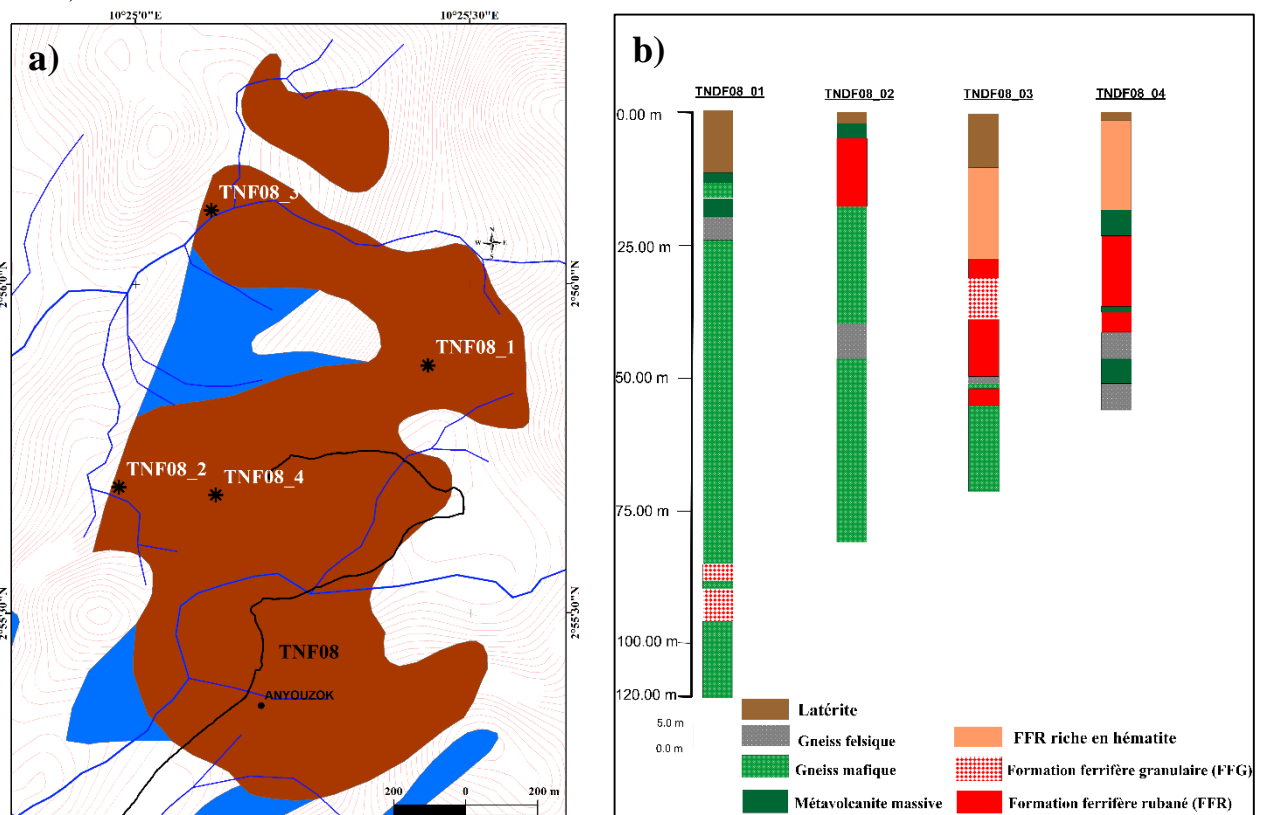 10°25'0"E
10°25'30"E
a)
TNF08_3
2°56'0"N
2°56'0"N
N
W
E
S
TNF08_1
TNF08_2
TNF08_4
2°55'30"N
2°55'30"N
TNF08
ANYOUZOK
200
0
200 m
b)
TNDF08_01
TNDF08_02
TNDF08_03
TNDF08_04
0.00 m
25.00 m
50.00 m
75.00 m
100.00 m
120.00 m
5.0 m
0.0 m
Latérite
Gneiss felsique
Gneiss mafique
Métavolcanite massive
FFR riche en hématite
Formation ferrifère granulaire (FFG)
Formation ferrifère rubané (FFR)